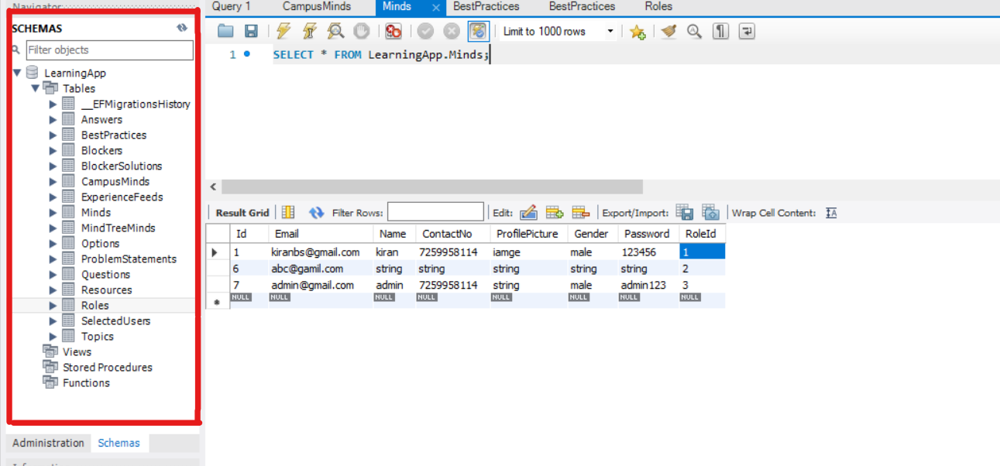 Navigator
Query 1 CampusMinds Minds BestPractices BestPractices Roles
SCHEMAS
Limit to 1000 rows
Filter objects
1 SELECT * FROM LearningApp.Minds;
LearningApp
Tables
__EFMigrationsHistory
Answers
BestPractices
Blockers
BlockerSolutions
CampusMinds
ExperienceFeeds
Minds
MindTreeMinds
Options
ProblemStatements
Questions
Resources
Roles
SelectedUsers
Topics
Views
Stored Procedures
Functions
Administration Schemas
Result Grid Filter Rows: Edit: Export/Import: Wrap Cell Content:
Id Email Name ContactNo ProfilePicture Gender Password RoleId
1 kiranbs@gmail.com kiran 7259958114 iamge male 123456 1
6 abc@gamil.com string string string string string 2
7 admin@gmail.com admin 7259958114 string male admin123 3
NULL NULL NULL NULL NULL NULL NULL NULL